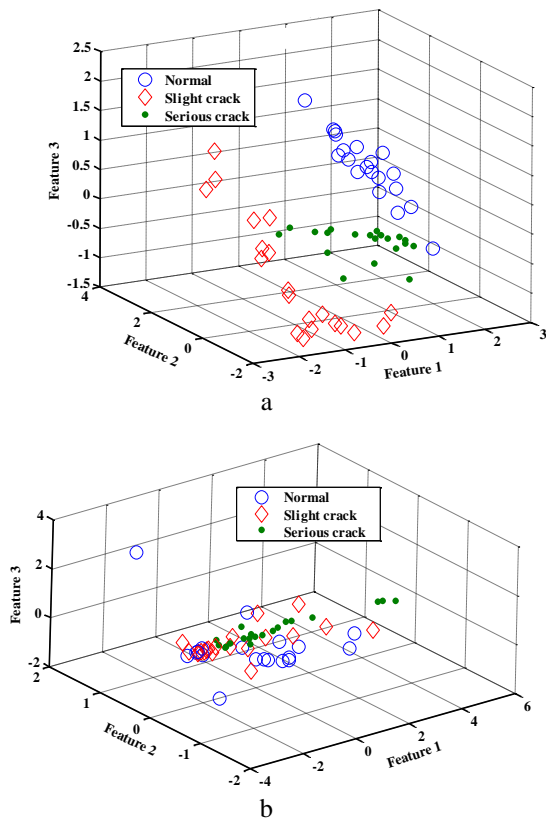 2.5
2
1.5
1
0.5
0
-0.5
-1
-1.5
Feature 3
Normal
Slight crack
Serious crack
4
2
0
-2
Feature 2
-3
-2
-1
0
1
2
3
Feature 1
a
4
2
0
-2
Feature 3
Normal
Slight crack
Serious crack
2
1
0
-1
-2
Feature 2
-4
-2
0
2
4
6
Feature 1
b